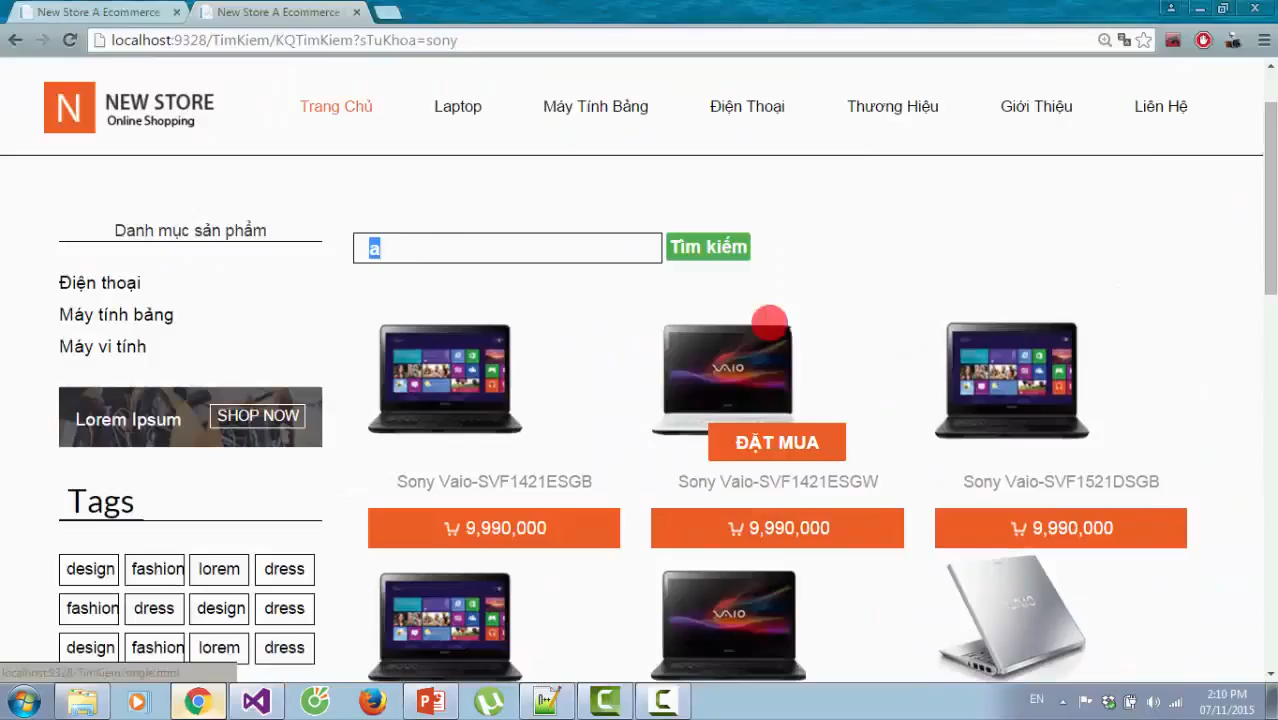 New Store A Ecommerce
New Store A Ecommerce
localhost:9328/TimKiem/KQTimKiem?sTuKhoa=sony
N NEW STORE
Online Shopping
Trang Chủ
Laptop
Máy Tính Bảng
Điện Thoại
Thương Hiệu
Giới Thiệu
Liên Hệ
Danh mục sản phẩm
Điện thoại
Máy tính bảng
Máy vi tính
Lorem Ipsum
SHOP NOW
Tags
design fashion lorem dress
fashion dress design dress
design fashion lorem dress
a
Tìm kiếm
VAIO
ĐẶT MUA
Sony Vaio-SVF1421ESGB
Sony Vaio-SVF1421ESGW
Sony Vaio-SVF1521DSGB
9,990,000
9,990,000
9,990,000
VAIO
VAIO
localhost:9328/TimKiem/single.html
EN
2:10 PM
07/11/2015